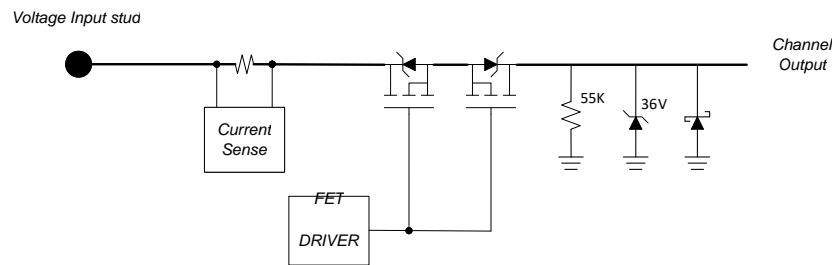 Voltage Input stud
Channel
Output
55K
36V
Current
Sense
FET
DRIVER